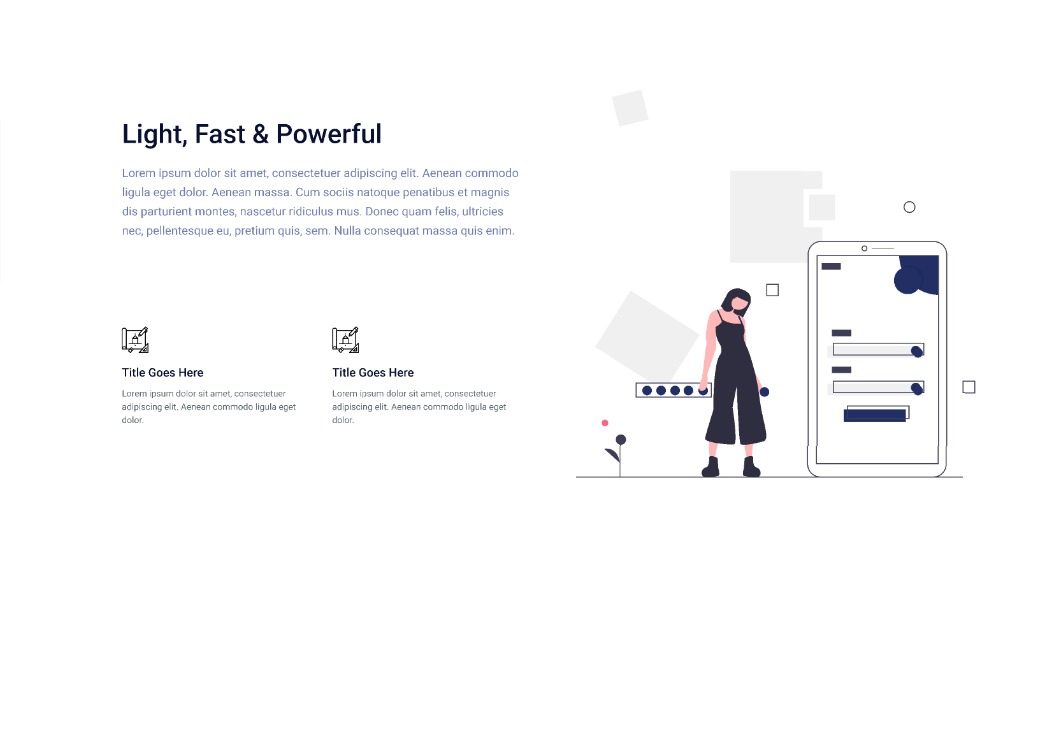 Light, Fast & Powerful
Lorem ipsum dolor sit amet, consectetuer adipiscing elit. Aenean commodo
ligula eget dolor. Aenean massa. Cum sociis natoque penatibus et magnis
dis parturient montes, nascetur ridiculus mus. Donec quam felis, ultricies
nec, pellentesque eu, pretium quis, sem. Nulla consequat massa quis enim.
Title Goes Here
Lorem ipsum dolor sit amet, consectetuer
adipiscing elit. Aenean commodo ligula eget
dolor.
Title Goes Here
Lorem ipsum dolor sit amet, consectetuer
adipiscing elit. Aenean commodo ligula eget
dolor.